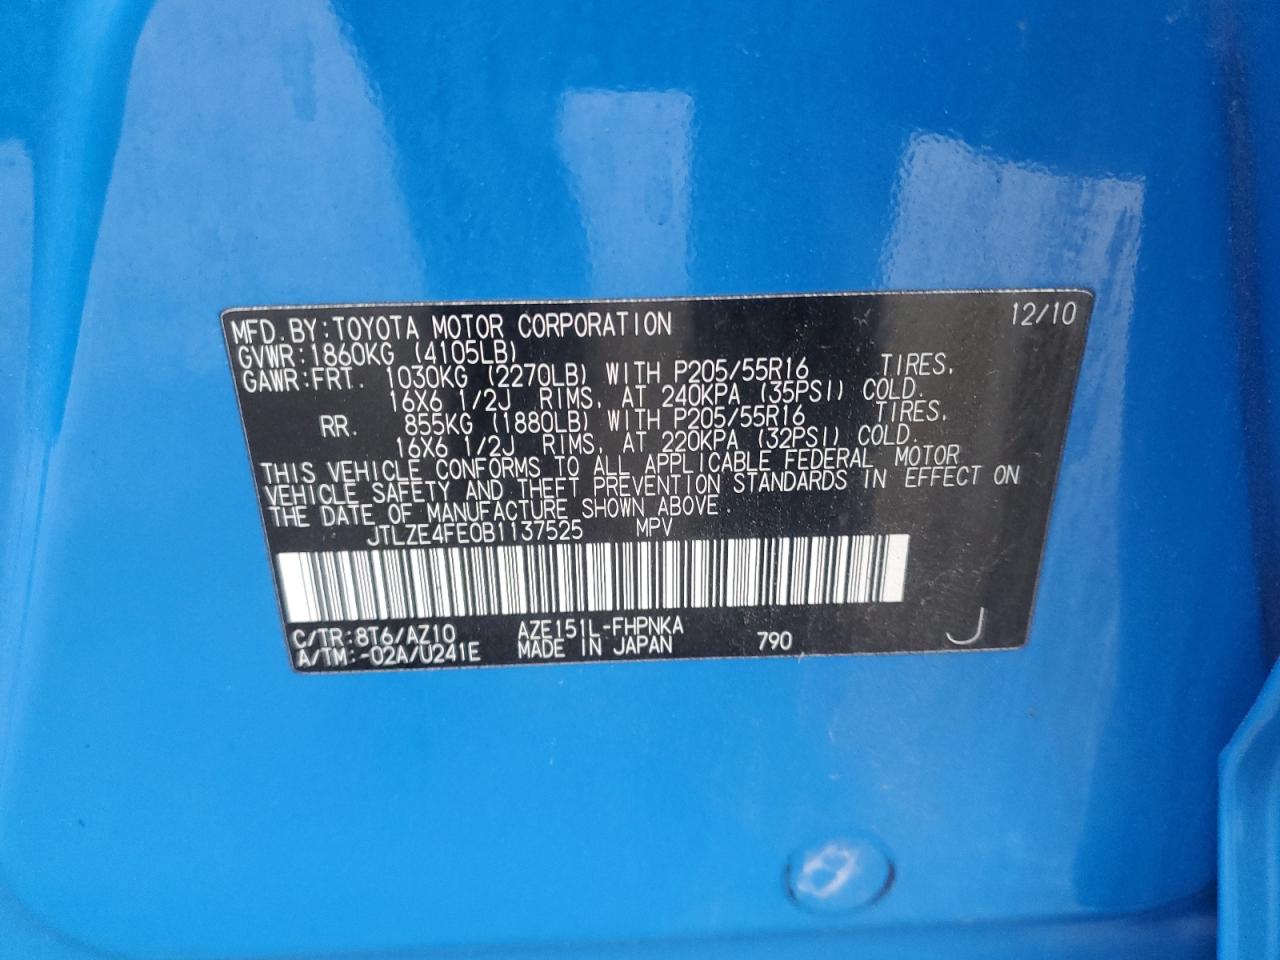 MFD.BY:TOYOTA MOTOR CORPORATION 12/10
GVWR:1860KG (4105LB)
GAWR:FRT. 1030KG (2270LB) WITH P205/55R16 TIRES,
16X6 1/2J RIMS, AT 240KPA (35PSI) COLD.
RR. 855KG (1880LB) WITH P205/55R16 TIRES,
16X6 1/2J RIMS, AT 220KPA (32PSI) COLD.
THIS VEHICLE CONFORMS TO ALL APPLICABLE FEDERAL MOTOR
VEHICLE SAFETY AND THEFT PREVENTION STANDARDS IN EFFECT ON
THE DATE OF MANUFACTURE SHOWN ABOVE.
JTLZE4FE0B1137525 MPV
C/TR:8T6/AZ10 AZE151L-FHPNKA
A/TM:-02A/U241E MADE IN JAPAN 790 J